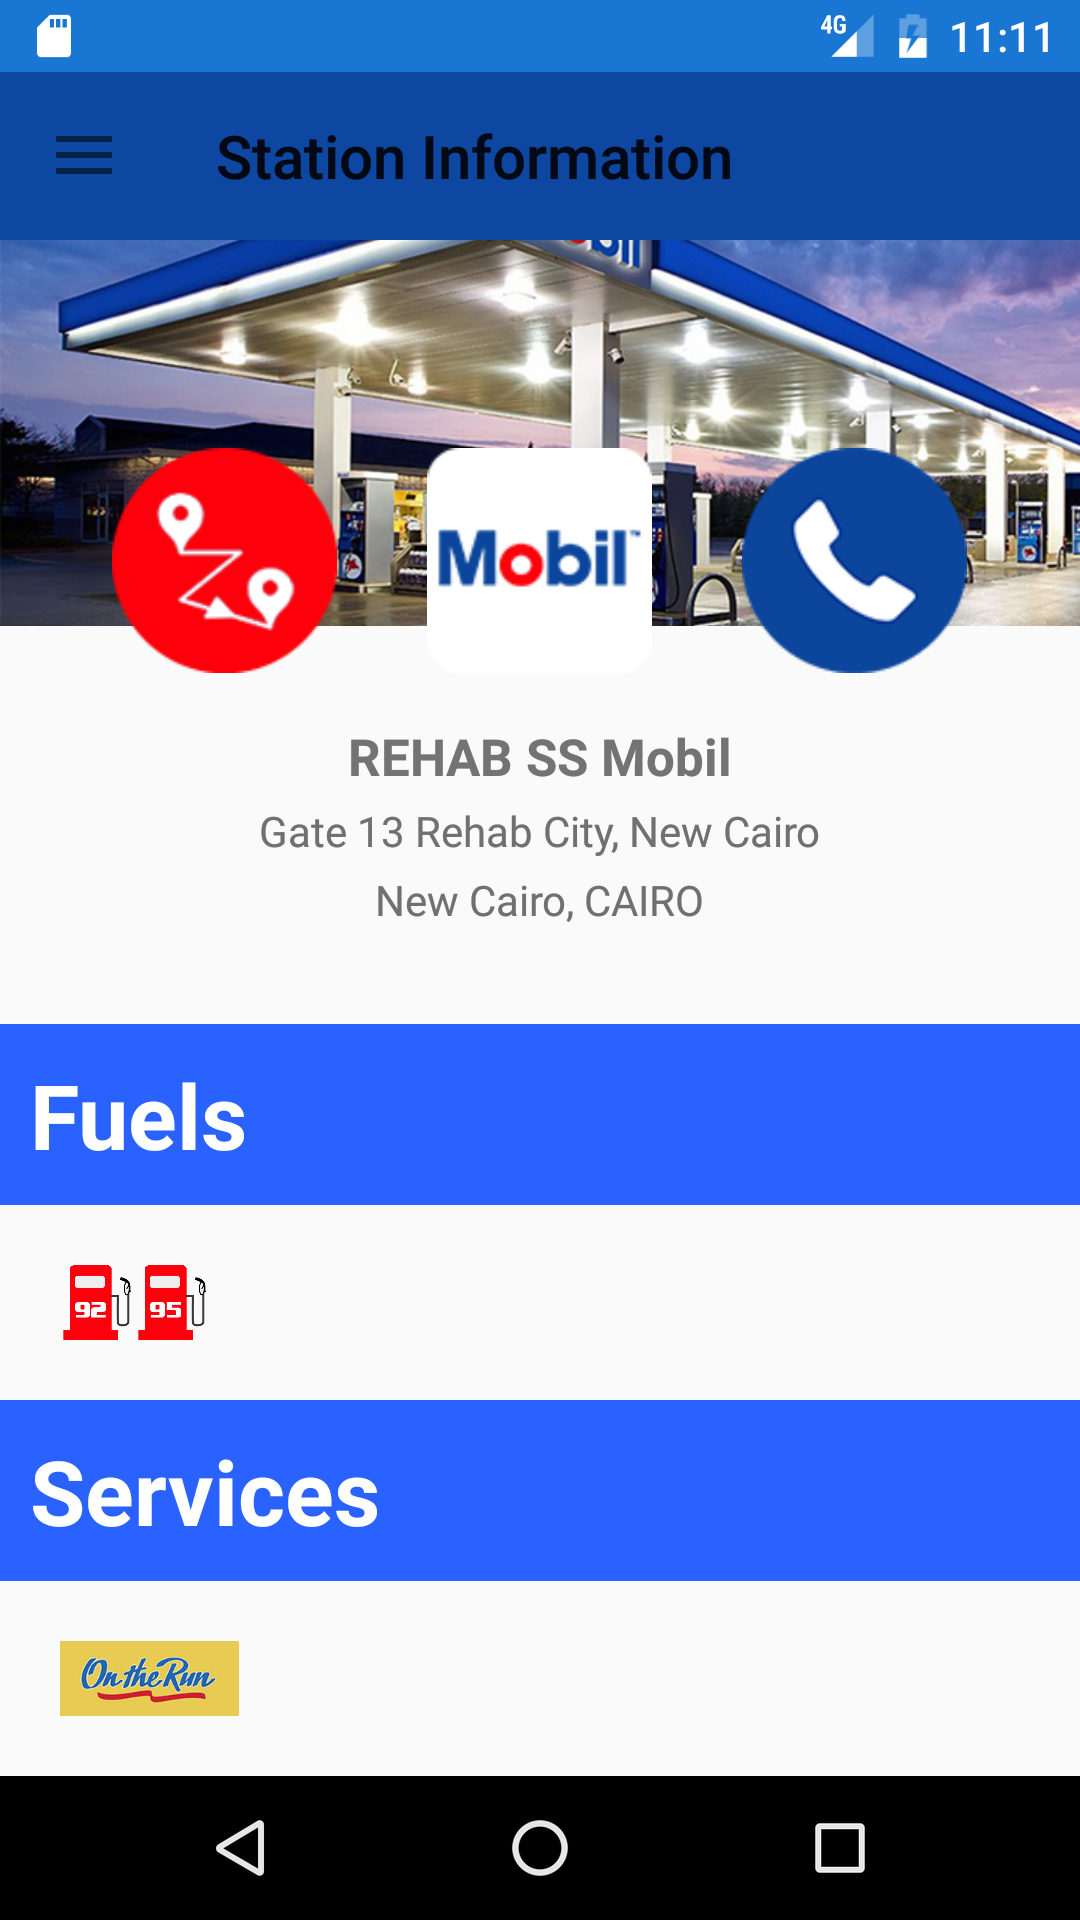 4G 11:11
Station Information
Mobil™
REHAB SS Mobil
Gate 13 Rehab City, New Cairo
New Cairo, CAIRO
Fuels
92 95
Services
On the Run